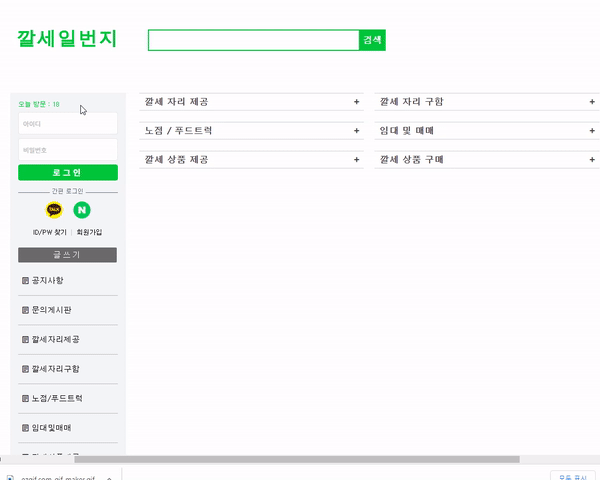 깔세일번지
검색
오늘 방문 : 18
아이디
비밀번호
로그인
간편 로그인
TALK
N
ID/PW 찾기 | 회원가입
글쓰기
공지사항
문의게시판
깔세자리제공
깔세자리구함
노점/푸드트럭
임대및매매
깔세 자리 제공 +
깔세 자리 구함 +
노점 / 푸드트럭 +
임대 및 매매 +
깔세 상품 제공 +
깔세 상품 구매 +
ezgif.com-gif-maker.gif
모두 표시